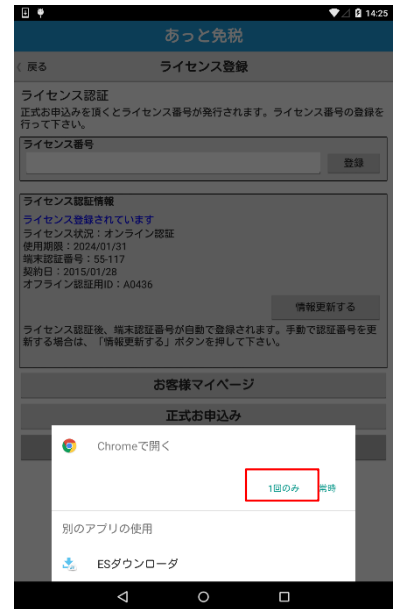 14:25
あっと免税
戻る
ライセンス登録
ライセンス認証
正式お申込みを頂くとライセンス番号が発行されます。ライセンス番号の登録を
行って下さい。
ライセンス番号
登録
ライセンス認証情報
ライセンス登録されています
ライセンス状況：オンライン認証
使用期限：2024/01/31
端末認証番号：55-117
契約日：2015/01/28
オフライン認証用ID：A0436
情報更新する
ライセンス認証後、端末認証番号が自動で登録されます。手動で認証番号を更
新する場合は、「情報更新する」ボタンを押して下さい。
お客様マイページ
正式お申込み
Chromeで開く
1回のみ
常時
別のアプリの使用
ESダウンローダ